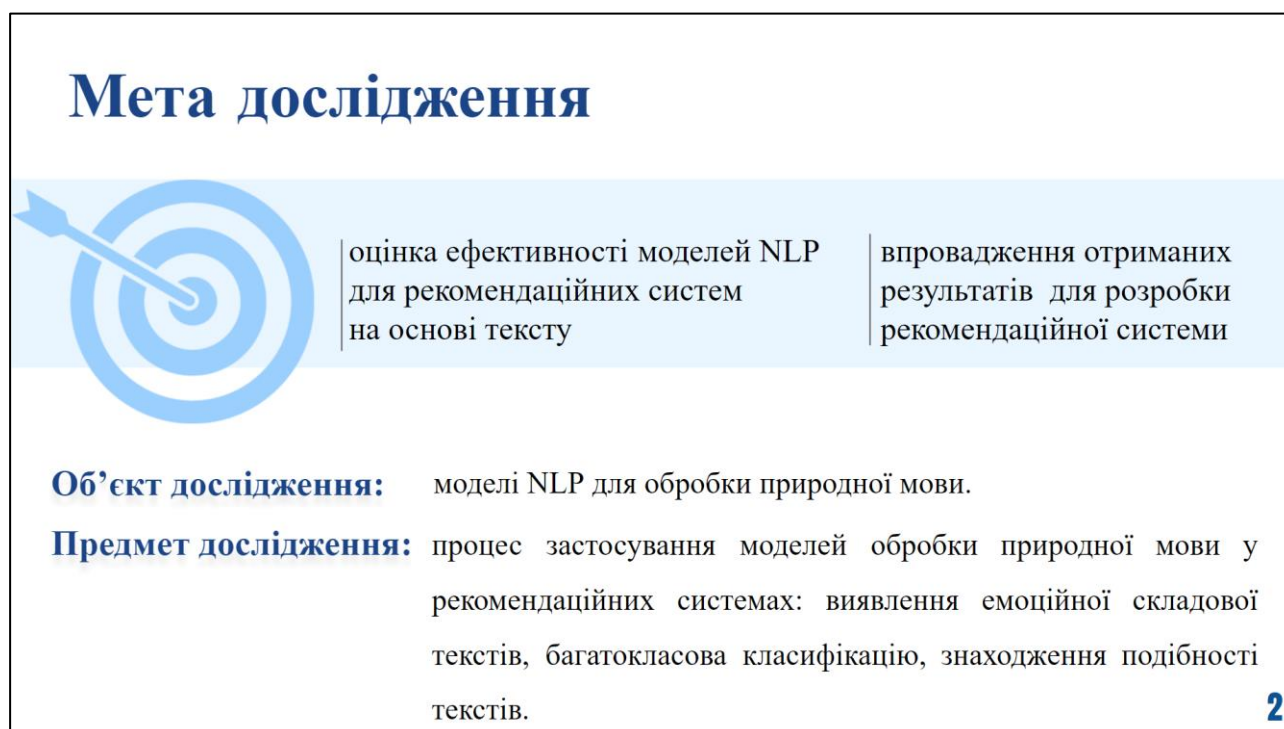 Мета дослідження
оцінка ефективності моделей NLP
для рекомендаційних систем
на основі тексту
впровадження отриманих
результатів для розробки
рекомендаційної системи
Об’єкт дослідження: моделі NLP для обробки природної мови.
Предмет дослідження: процес застосування моделей обробки природної мови у
рекомендаційних системах: виявлення емоційної складової
текстів, багатокласова класифікацію, знаходження подібності
текстів.
2